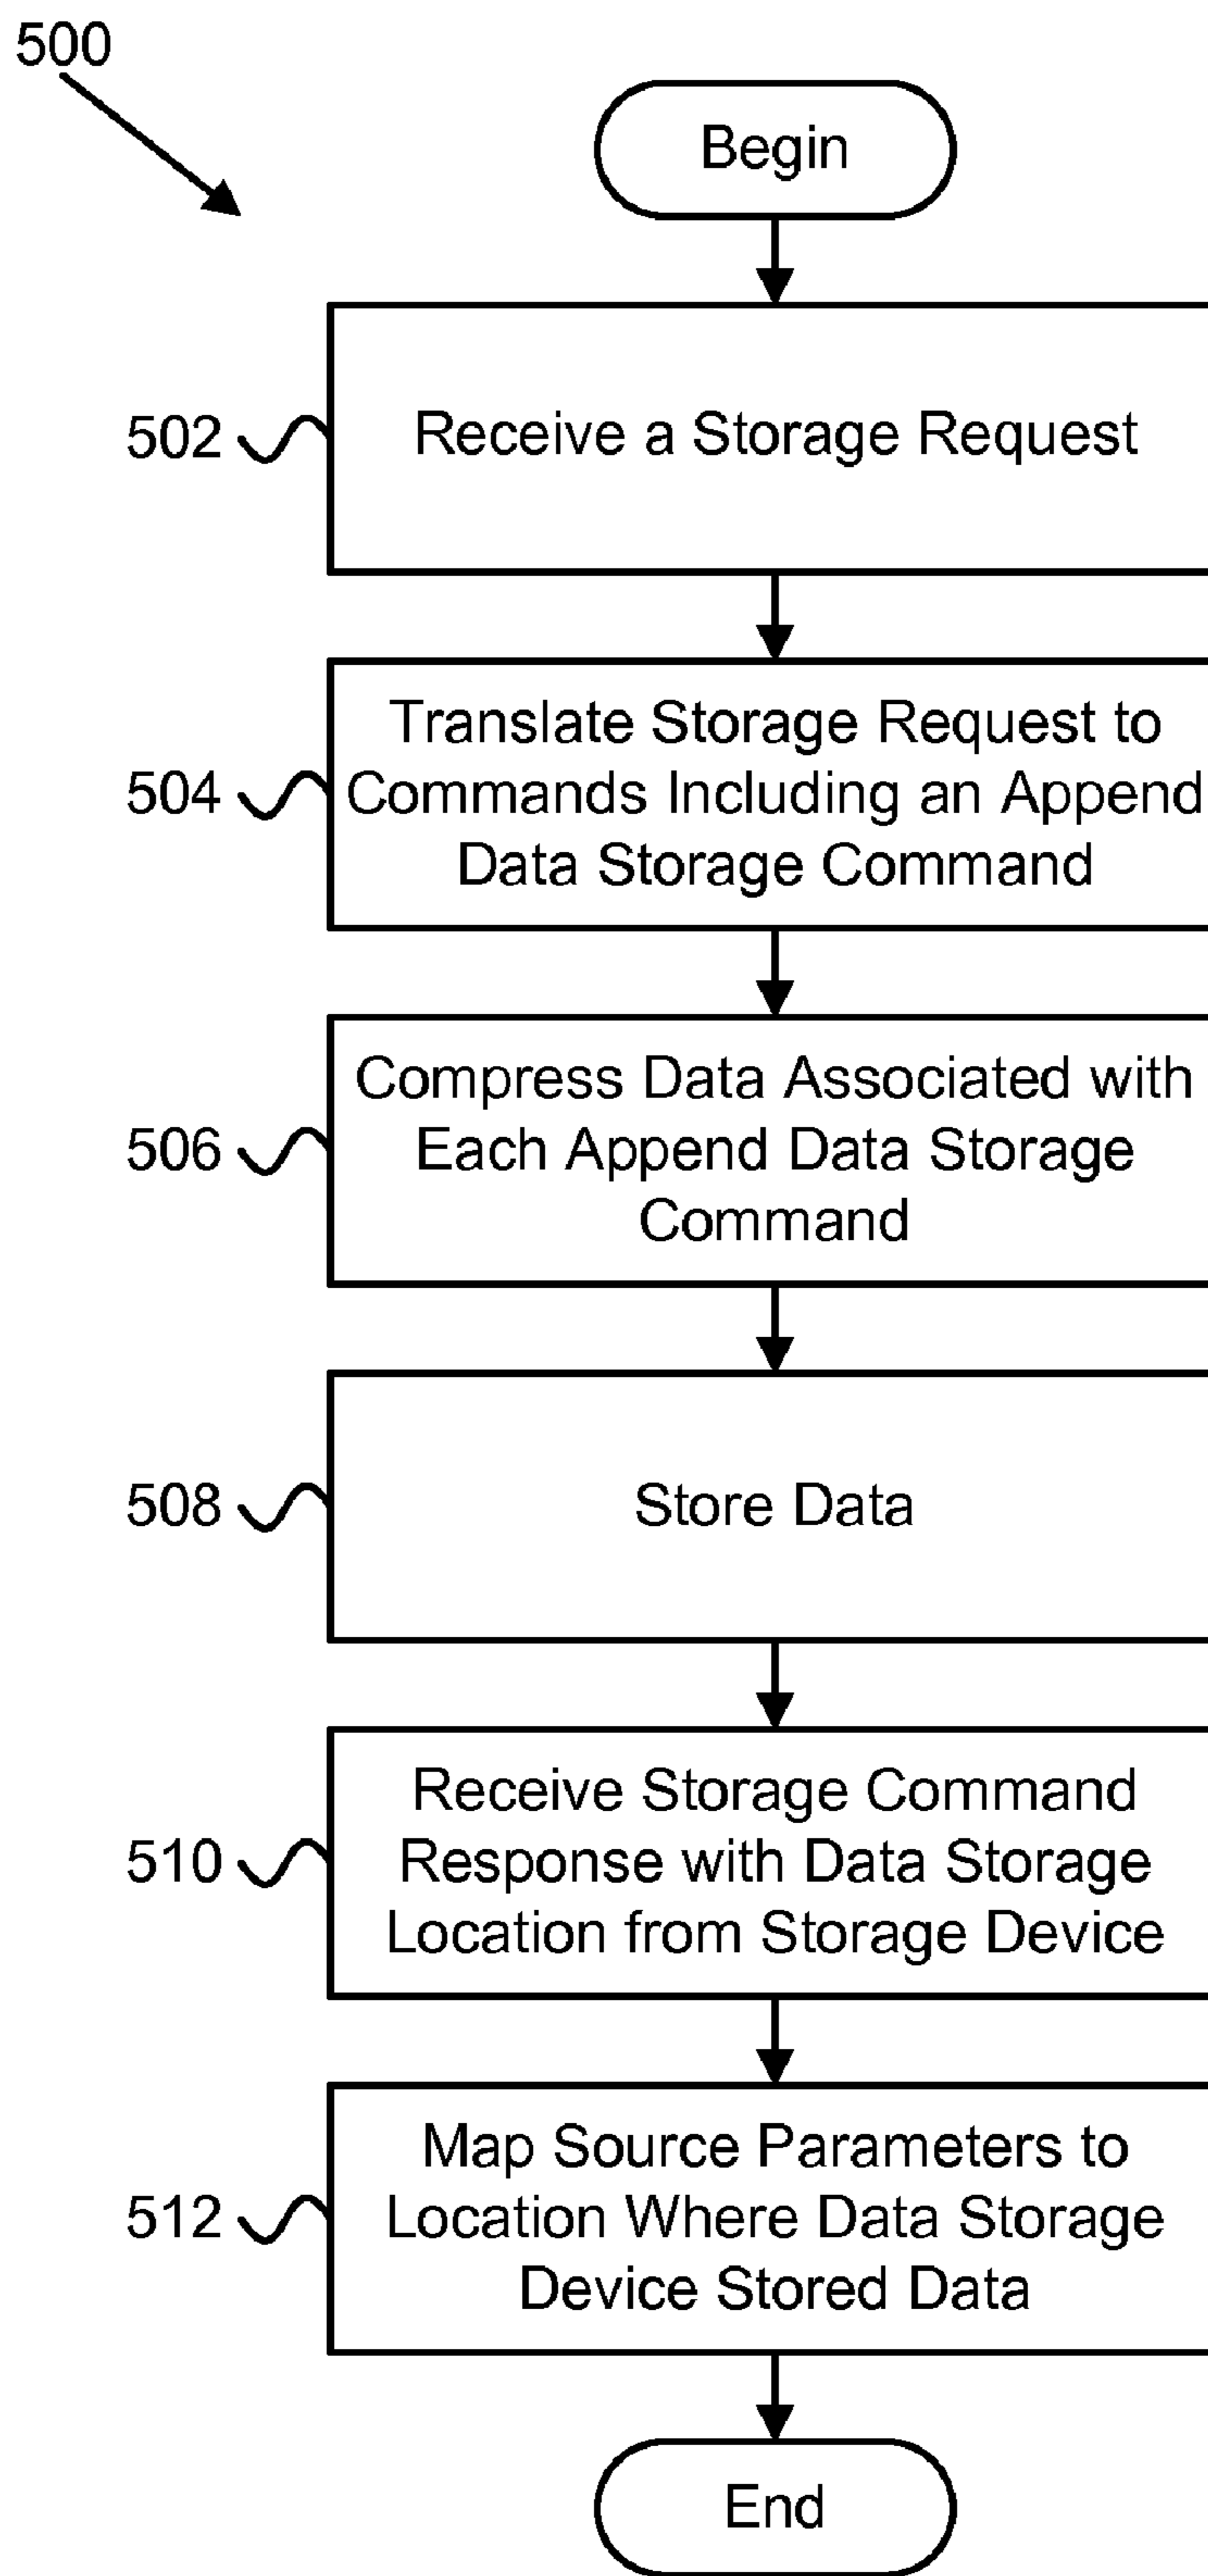 500
Begin
502
Receive a Storage Request
Translate Storage Request to
504
Commands Including an Append
Data Storage Command
Compress Data Associated with
506
Each Append Data Storage
Command
508
Store Data
Receive Storage Command
510
Response with Data Storage
Location from Storage Device
Map Source Parameters to
512
Location Where Data Storage
Device Stored Data
End